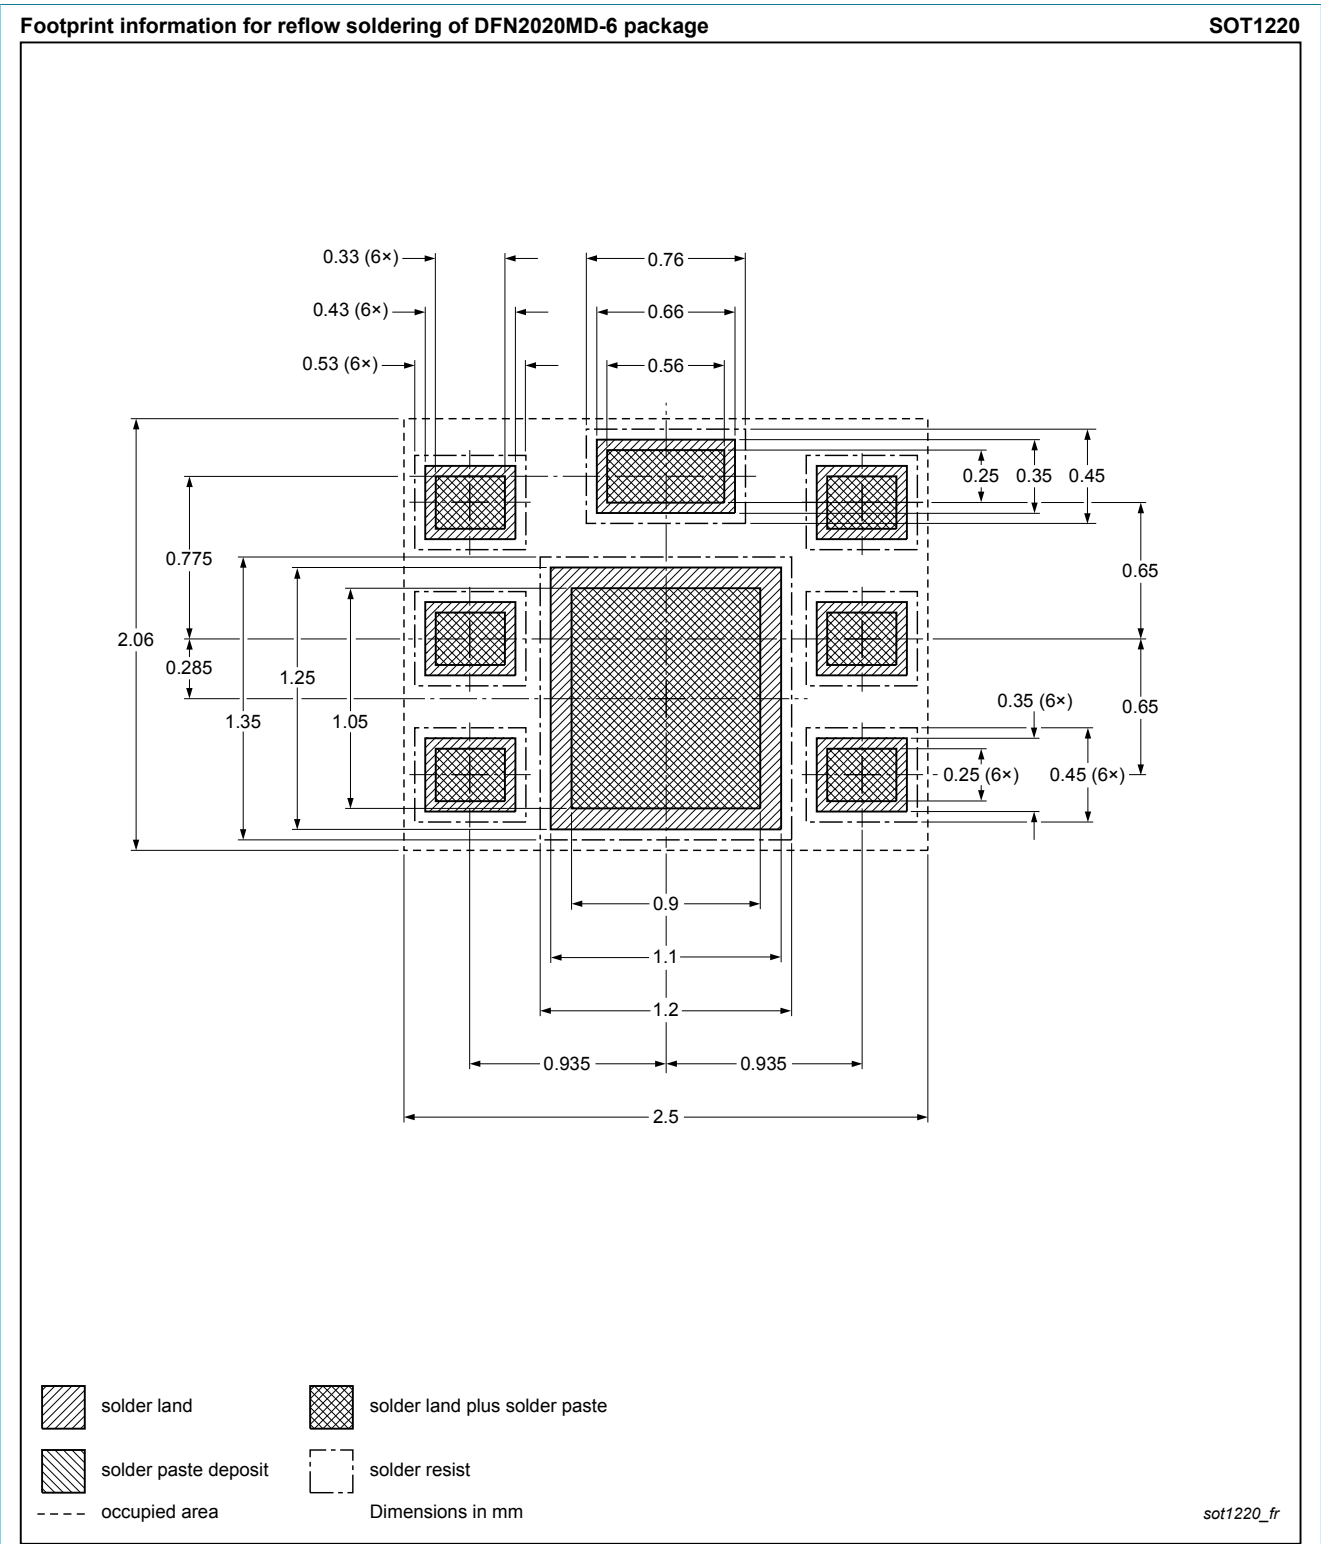 Footprint information for reflow soldering of DFN2020MD-6 package SOT1220
0.33 (6×) 0.76
0.43 (6×) 0.66
0.53 (6×) 0.56
0.25 0.35 0.45
0.775 0.65
2.06
0.285 1.25
0.35 (6×) 0.65
1.35 1.05
0.25 (6×) 0.45 (6×)
0.9
1.1
1.2
0.935 0.935
2.5
solder land solder land plus solder paste
solder paste deposit solder resist
occupied area Dimensions in mm sot1220_fr